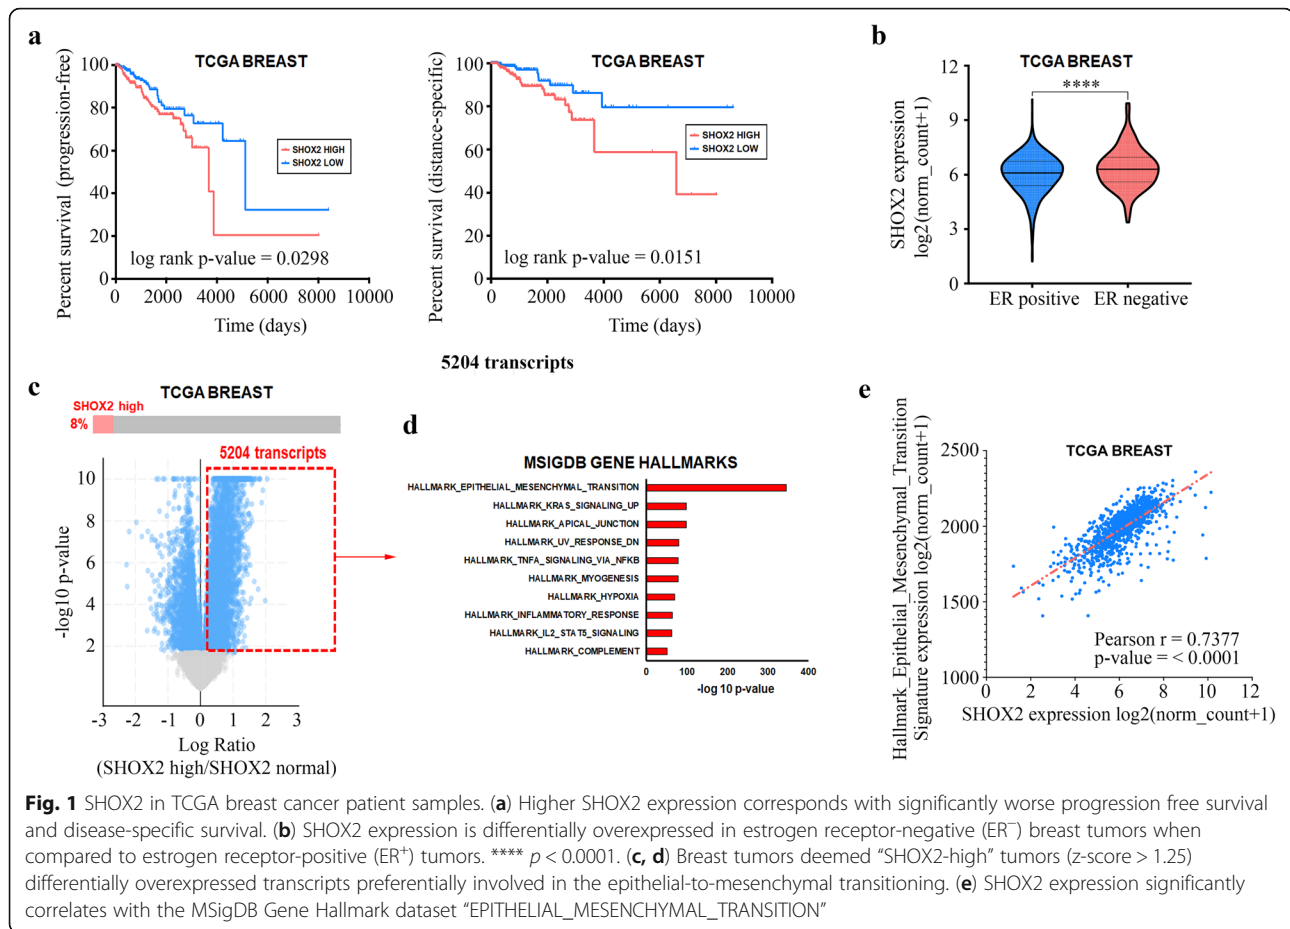 a
TCGA BREAST
Percent survival (progression-free)
100
80
60
40
20
0
SHOX2 HIGH
SHOX2 LOW
log rank p-value = 0.0298
0 2000 4000 6000 8000 10000
Time (days)
TCGA BREAST
Percent survival (distance-specific)
100
80
60
40
20
0
SHOX2 HIGH
SHOX2 LOW
log rank p-value = 0.0151
0 2000 4000 6000 8000 10000
Time (days)
b
TCGA BREAST
SHOX2 expression
log2(norm_count+1)
12
9
6
3
0
****
ER positive ER negative
5204 transcripts
c
TCGA BREAST
SHOX2 high
8%
5204 transcripts
-log10 p-value
10
8
6
4
2
-3 -2 -1 0 1 2 3
Log Ratio
(SHOX2 high/SHOX2 normal)
d
MSIGDB GENE HALLMARKS
HALLMARK_EPITHELIAL_MESENCHYMAL_TRANSITION
HALLMARK_KRAS_SIGNALING_UP
HALLMARK_APICAL_JUNCTION
HALLMARK_UV_RESPONSE_DN
HALLMARK_TNFA_SIGNALING_VIA_NFKB
HALLMARK_MYOGENESIS
HALLMARK_HYPOXIA
HALLMARK_INFLAMMATORY_RESPONSE
HALLMARK_IL2_STAT5_SIGNALING
HALLMARK_COMPLEMENT
0 100 200 300 400
-log 10 p-value
e
TCGA BREAST
Hallmark_Epithelial_Mesenchymal_Transition
Signature expression log2(norm_count+1)
2500
2000
1500
1000
Pearson r = 0.7377
p-value = < 0.0001
0 2 4 6 8 10 12
SHOX2 expression log2(norm_count+1)
Fig. 1 SHOX2 in TCGA breast cancer patient samples. (a) Higher SHOX2 expression corresponds with significantly worse progression free survival
and disease-specific survival. (b) SHOX2 expression is differentially overexpressed in estrogen receptor-negative (ER⁻) breast tumors when
compared to estrogen receptor-positive (ER⁺) tumors. **** p < 0.0001. (c, d) Breast tumors deemed “SHOX2-high” tumors (z-score > 1.25)
differentially overexpressed transcripts preferentially involved in the epithelial-to-mesenchymal transitioning. (e) SHOX2 expression significantly
correlates with the MSigDB Gene Hallmark dataset “EPITHELIAL_MESENCHYMAL_TRANSITION”